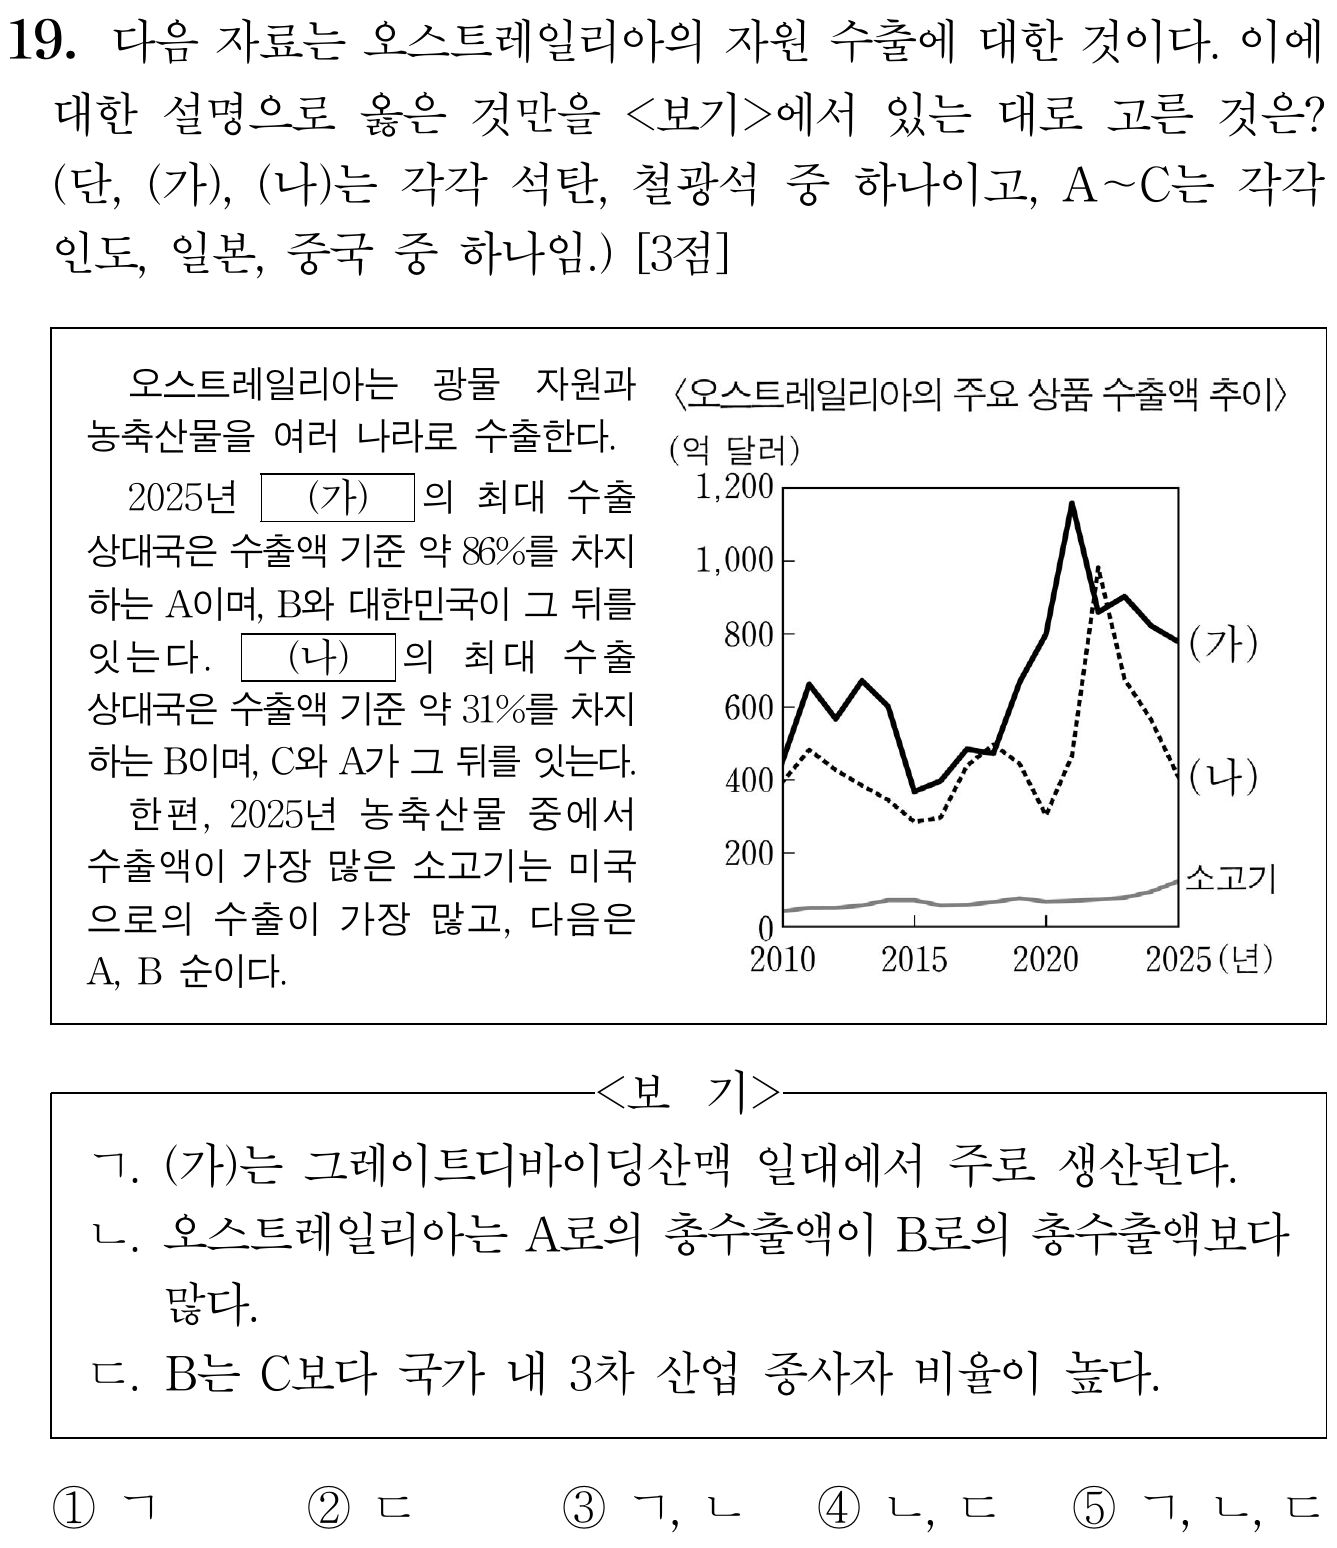 19. 다음 자료는 오스트레일리아의 자원 수출에 대한 것이다. 이에
대한 설명으로 옳은 것만을 <보기>에서 있는 대로 고른 것은?
(단, (가), (나)는 각각 석탄, 철광석 중 하나이고, A~C는 각각
인도, 일본, 중국 중 하나임.) [3점]
오스트레일리아는 광물 자원과
농축산물을 여러 나라로 수출한다.
2025년 (가) 의 최대 수출
상대국은 수출액 기준 약 86%를 차지
하는 A이며, B와 대한민국이 그 뒤를
잇는다. (나) 의 최대 수출
상대국은 수출액 기준 약 31%를 차지
하는 B이며, C와 A가 그 뒤를 잇는다.
한편, 2025년 농축산물 중에서
수출액이 가장 많은 소고기는 미국
으로의 수출이 가장 많고, 다음은
A, B 순이다.
〈오스트레일리아의 주요 상품 수출액 추이〉
(억 달러)
1,200
1,000
800
(가)
600
400
(나)
200
소고기
0
2010 2015 2020 2025(년)
<보 기>
ㄱ. (가)는 그레이트디바이딩산맥 일대에서 주로 생산된다.
ㄴ. 오스트레일리아는 A로의 총수출액이 B로의 총수출액보다
많다.
ㄷ. B는 C보다 국가 내 3차 산업 종사자 비율이 높다.
① ㄱ ② ㄷ ③ ㄱ, ㄴ ④ ㄴ, ㄷ ⑤ ㄱ, ㄴ, ㄷ